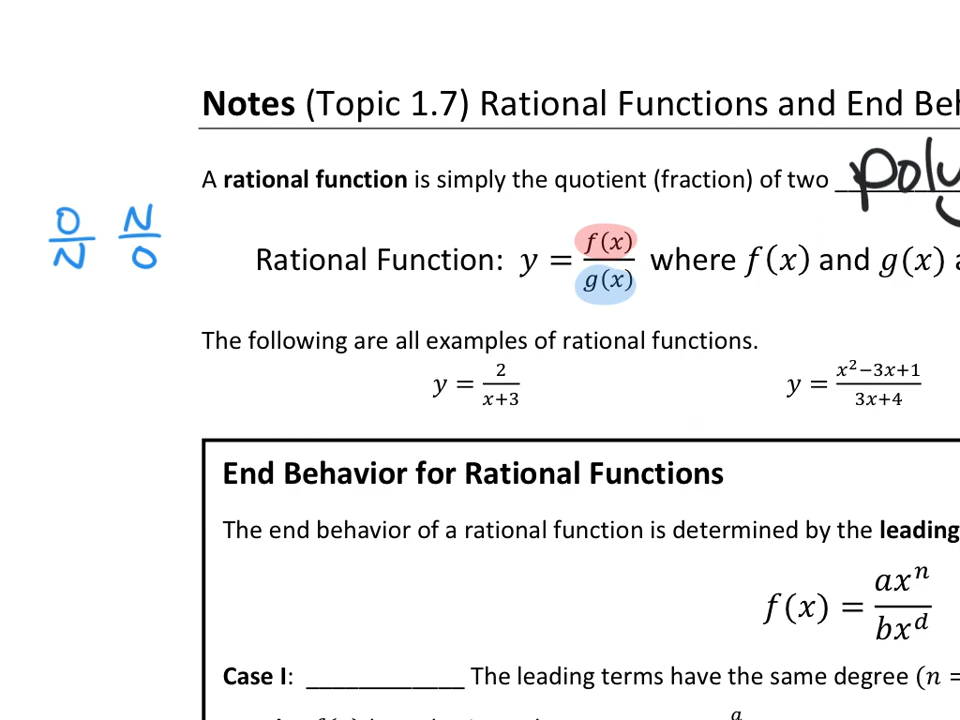 Notes (Topic 1.7) Rational Functions and End Beh
A rational function is simply the quotient (fraction) of two ____ poly
O/N N/O
Rational Function: y = f(x)/g(x) where f(x) and g(x) a
The following are all examples of rational functions.
y = 2/(x+3) y = (x²−3x+1)/(3x+4)
End Behavior for Rational Functions
The end behavior of a rational function is determined by the leading
f(x) = axⁿ/bxᵈ
Case I: ____________ The leading terms have the same degree (n =